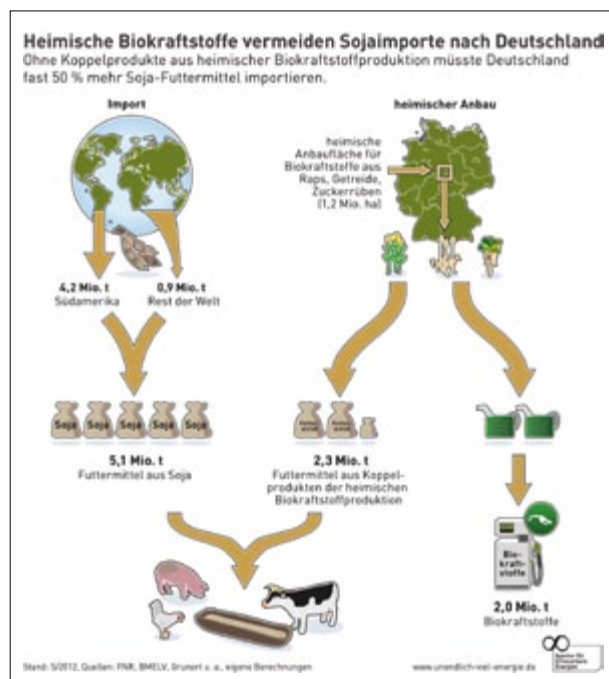 Heimische Biokraftstoffe vermeiden Sojaimporte nach Deutschland
Ohne Koppelprodukte aus heimischer Biokraftstoffproduktion müsste Deutschland
fast 50 % mehr Soja-Futtermittel importieren.
Import
heimischer Anbau
heimische
Anbaufläche für
Biokraftstoffe aus
Raps, Getreide,
Zuckerrüben
(1,2 Mio. ha)
4,2 Mio. t
Südamerika
0,9 Mio. t
Rest der Welt
Soja Soja Soja Soja Soja
5,1 Mio. t
Futtermittel aus Soja
2,3 Mio. t
Futtermittel aus Koppel-
produkten der heimischen
Biokraftstoffproduktion
Bio-
kraft-
stoffe
2,0 Mio. t
Biokraftstoffe
Stand: 5/2012, Quellen: FNR, BMELV, Grunert u. a., eigene Berechnungen
www.unendlich-viel-energie.de
Agentur für
Erneuerbare
Energien